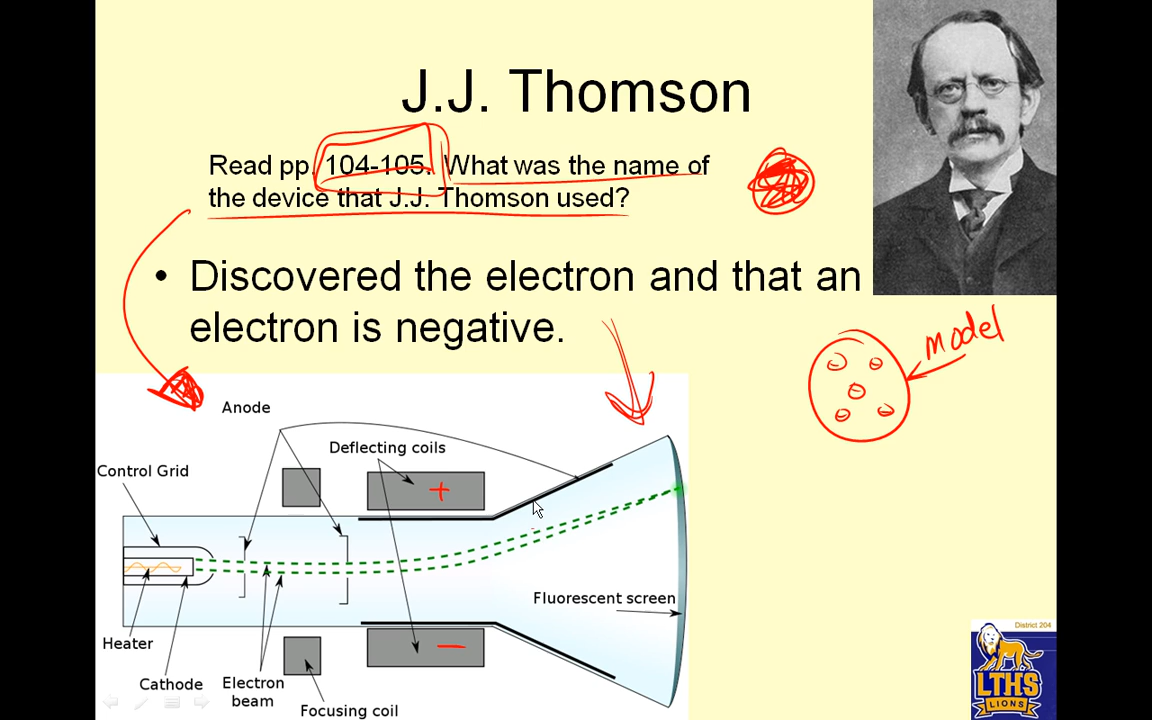 J.J. Thomson
Read pp. 104-105. What was the name of
the device that J.J. Thomson used?
• Discovered the electron and that an
electron is negative.
model
Anode
Deflecting coils
Control Grid
+
Fluorescent screen
−
Heater
Cathode
Electron
beam
Focusing coil
District 204
LTHS
LIONS